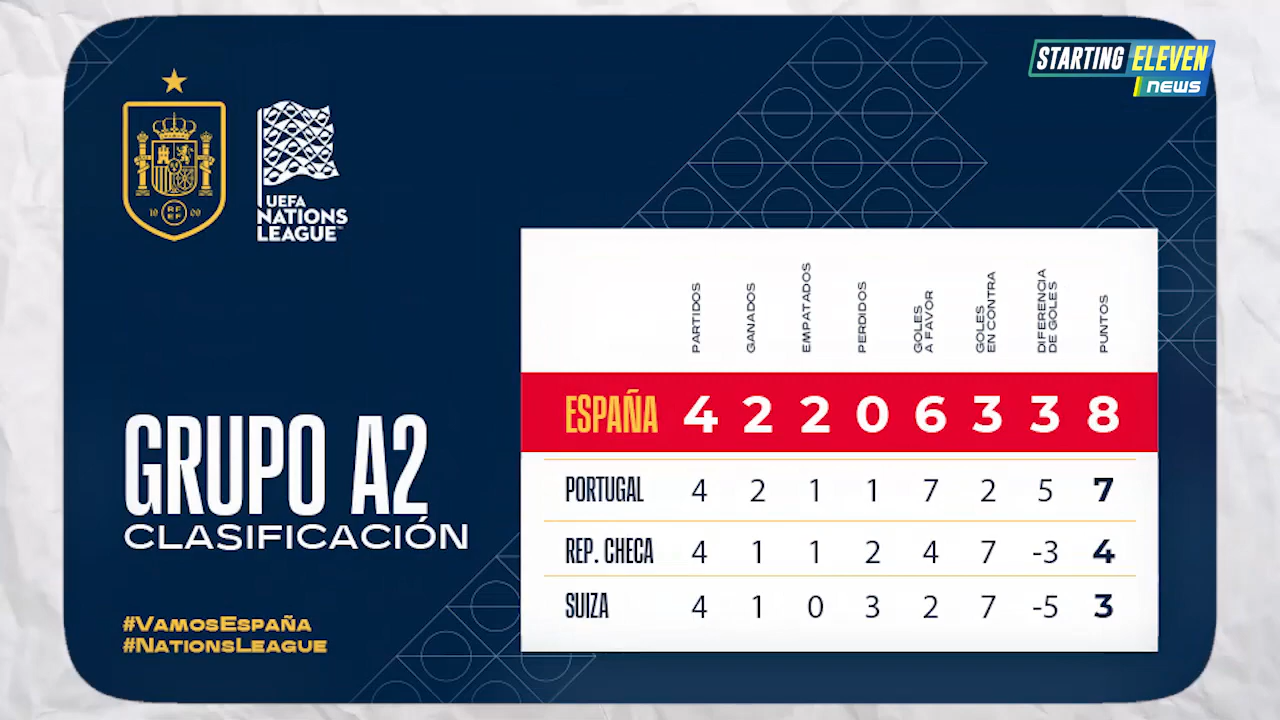 STARTING ELEVEN
news
RFEF
UEFA
NATIONS
LEAGUE™
PARTIDOS
GANADOS
EMPATADOS
PERDIDOS
GOLES
A FAVOR
GOLES
EN CONTRA
DIFERENCIA
DE GOLES
PUNTOS
ESPAÑA 4 2 2 0 6 3 3 8
PORTUGAL 4 2 1 1 7 2 5 7
REP. CHECA 4 1 1 2 4 7 -3 4
SUIZA 4 1 0 3 2 7 -5 3
GRUPO A2
CLASIFICACIÓN
#VamosEspaña
#NationsLeague